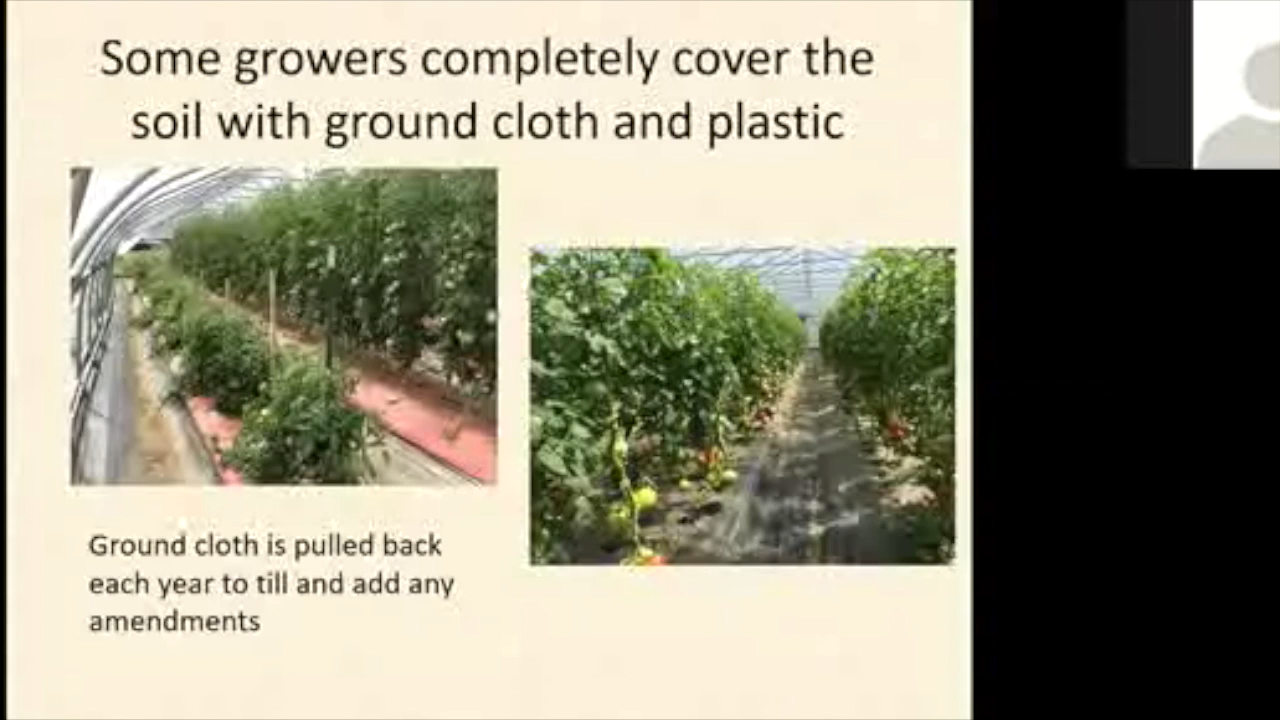 Some growers completely cover the
soil with ground cloth and plastic
Ground cloth is pulled back
each year to till and add any
amendments